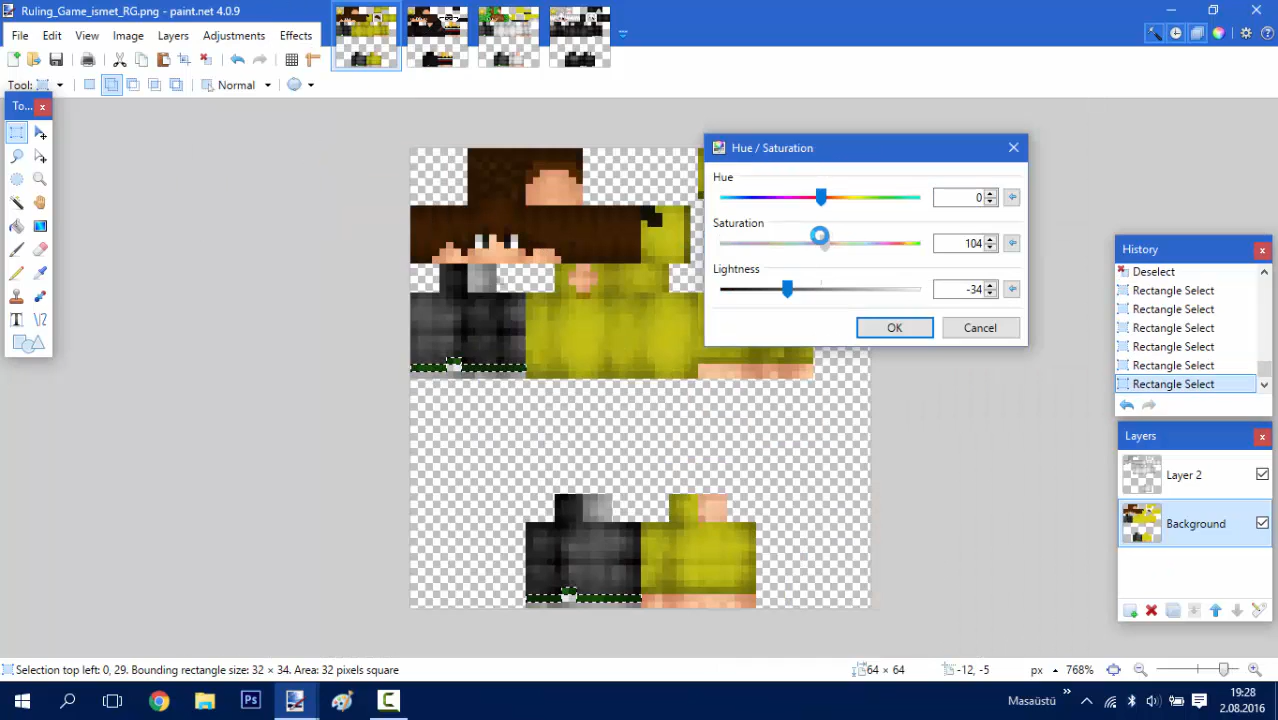 Ruling_Game_ismet_RG.png - paint.net 4.0.9
File Edit View Image Layers Adjustments Effects
Tool: Normal
To...
Hue / Saturation
Hue
0
Saturation
104
Lightness
-34
OK Cancel
History
Deselect
Rectangle Select
Rectangle Select
Rectangle Select
Rectangle Select
Rectangle Select
Rectangle Select
Layers
Layer 2
Background
Selection top left: 0, 29. Bounding rectangle size: 32 × 34. Area: 32 pixels square
64 × 64
-12, -5
px
768%
Ps
Masaüstü
19:28
2.08.2016